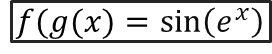 f(g(x) = sin(e^x)